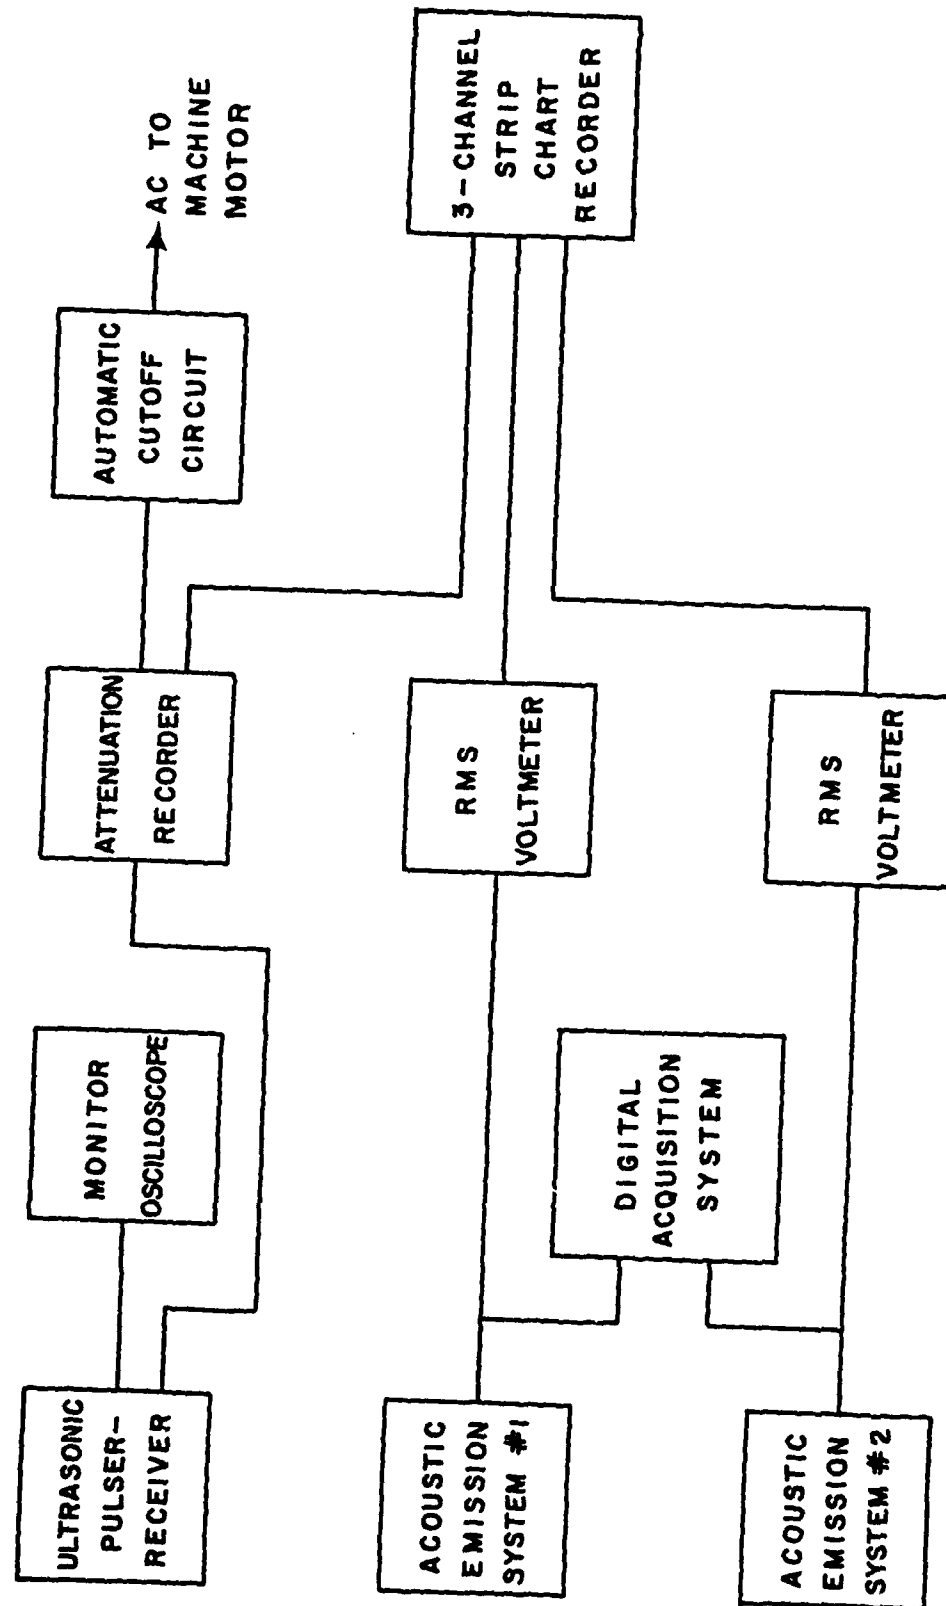 ULTRASONIC
PULSER-
RECEIVER
MONITOR
OSCILLOSCOPE
ATTENUATION
RECORDER
AUTOMATIC
CUTOFF
CIRCUIT
AC TO
MACHINE
MOTOR
ACOUSTIC
EMISSION
SYSTEM #1
RMS
VOLTMETER
3-CHANNEL
STRIP
CHART
RECORDER
DIGITAL
ACQUISITION
SYSTEM
ACOUSTIC
EMISSION
SYSTEM #2
RMS
VOLTMETER